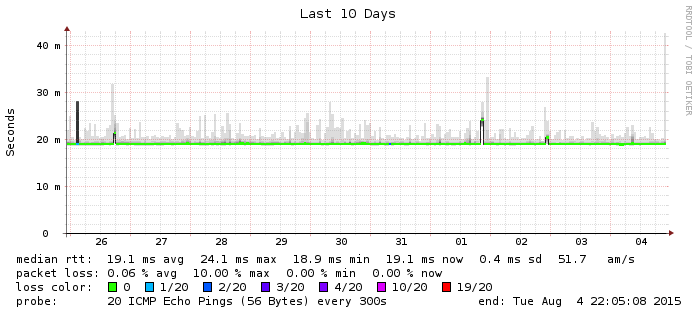 Last 10 Days
RRDTOOL / TOBI OETIKER
Seconds
40 m
30 m
20 m
10 m
0
26 27 28 29 30 31 01 02 03 04
median rtt: 19.1 ms avg 24.1 ms max 18.9 ms min 19.1 ms now 0.4 ms sd 51.7 am/s
packet loss: 0.06 % avg 10.00 % max 0.00 % min 0.00 % now
loss color: 0 1/20 2/20 3/20 4/20 10/20 19/20
probe: 20 ICMP Echo Pings (56 Bytes) every 300s end: Tue Aug 4 22:05:08 2015